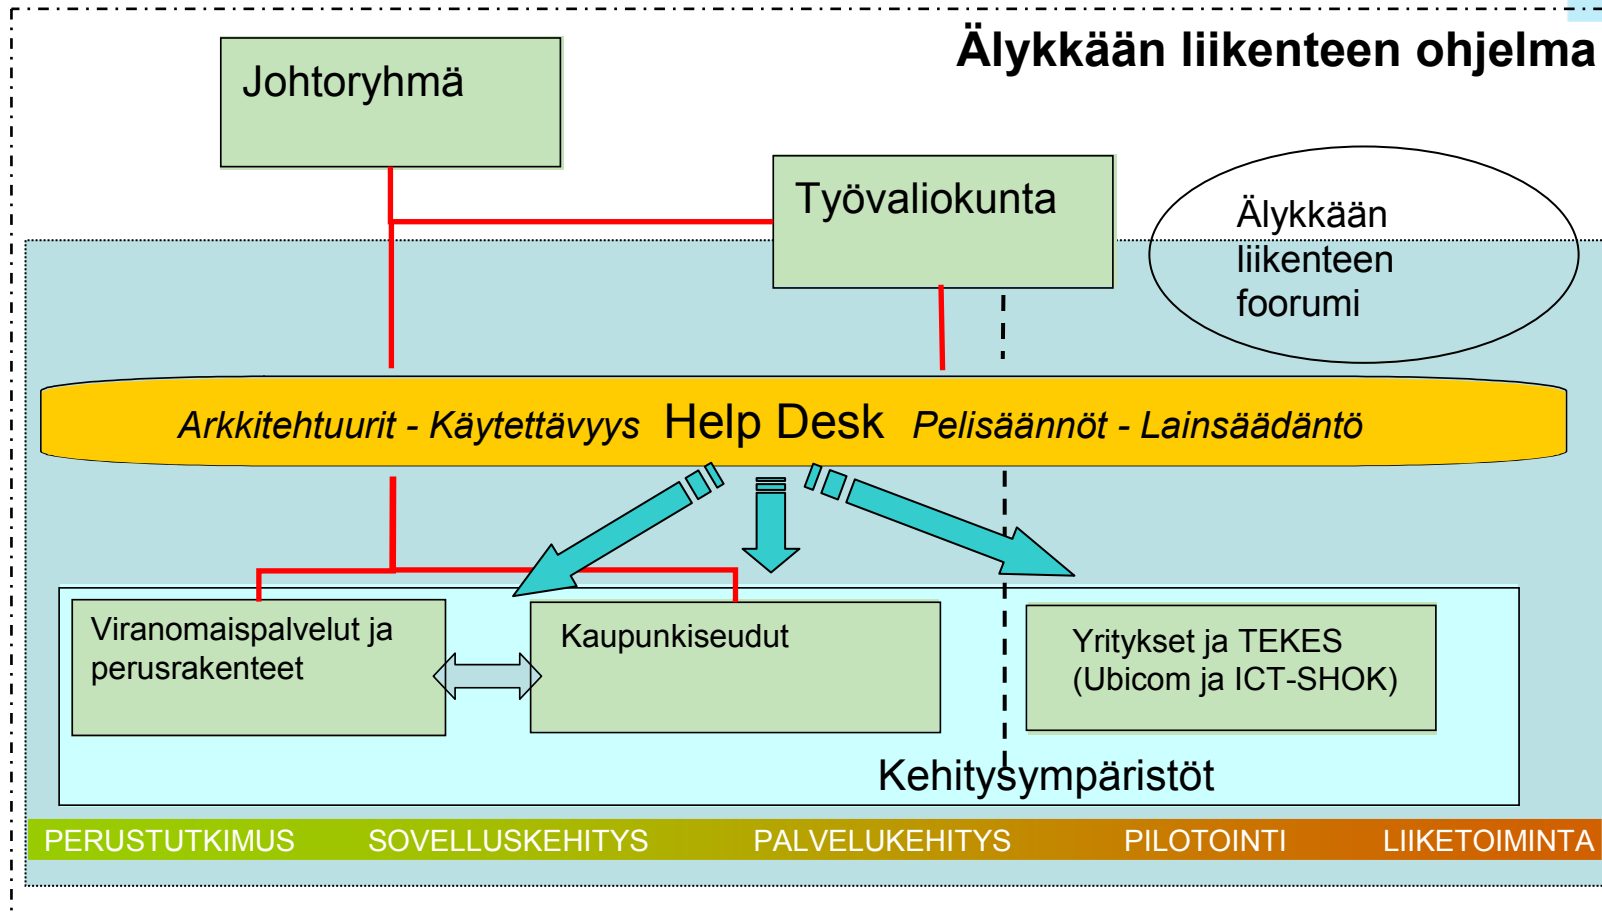 Älykkään liikenteen ohjelma
Johtoryhmä
Työvaliokunta
Älykkään
liikenteen
foorumi
Arkkitehtuurit - Käytettävyys Help Desk Pelisäännöt - Lainsäädäntö
Viranomaispalvelut ja
perusrakenteet
Kaupunkiseudut
Yritykset ja TEKES
(Ubicom ja ICT-SHOK)
Kehitysympäristöt
PERUSTUTKIMUS SOVELLUSKEHITYS PALVELUKEHITYS PILOTOINTI LIIKETOIMINTA